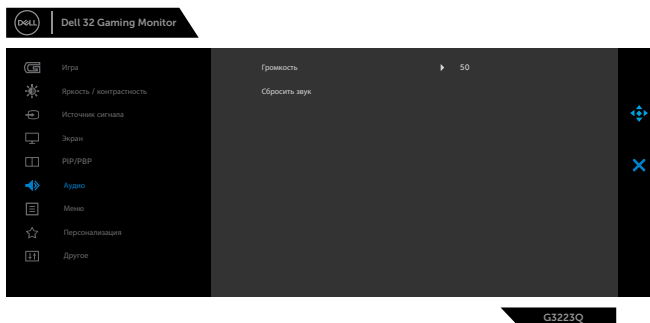 DELL
Dell 32 Gaming Monitor
Игра
Громкость 50
Яркость / контрастность
Сбросить звук
Источник сигнала
Экран
PIP/PBP
Аудио
Меню
Персонализация
Другое
G3223Q